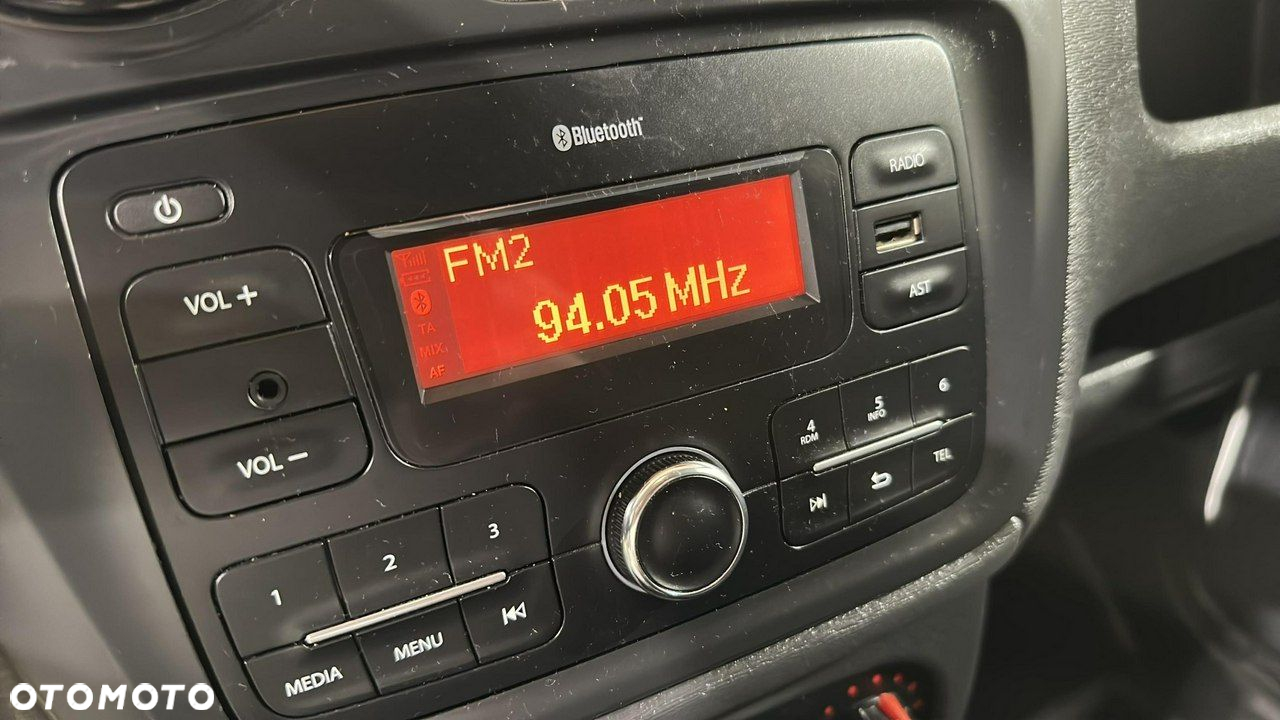 Bluetooth
RADIO
VOL +
FM2
94.05 MHz
TA
MIX
AF
AST
VOL −
1
2
3
4
RDM
5
INFO
6
TEL
MEDIA
MENU
OTOMOTO